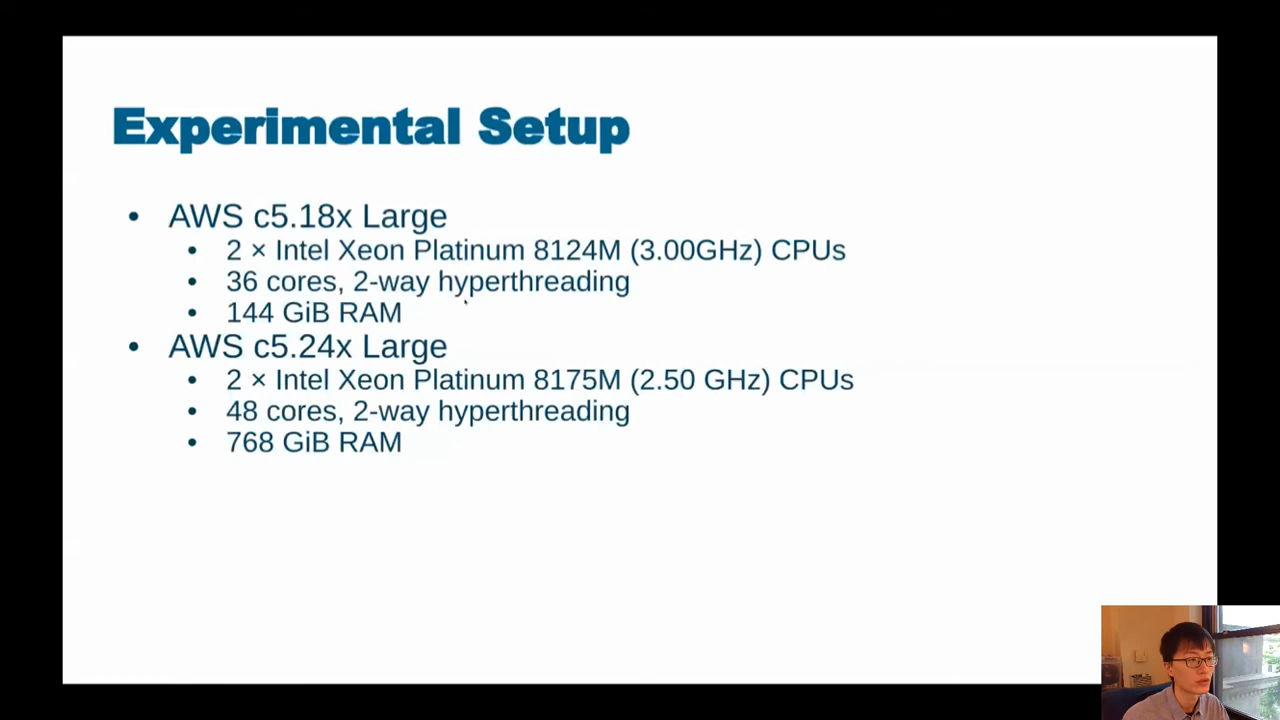 Experimental Setup
• AWS c5.18x Large
• 2 × Intel Xeon Platinum 8124M (3.00GHz) CPUs
• 36 cores, 2-way hyperthreading
• 144 GiB RAM
• AWS c5.24x Large
• 2 × Intel Xeon Platinum 8175M (2.50 GHz) CPUs
• 48 cores, 2-way hyperthreading
• 768 GiB RAM